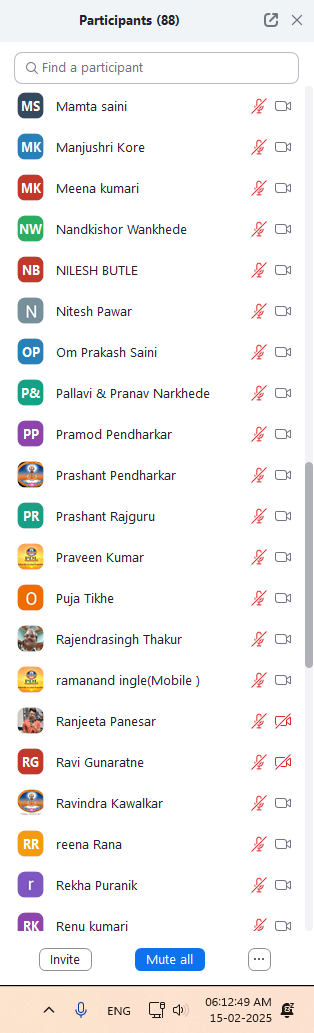 Participants (88)
Find a participant
MS Mamta saini
MK Manjushri Kore
MK Meena kumari
NW Nandkishor Wankhede
NB NILESH BUTLE
N Nitesh Pawar
OP Om Prakash Saini
P& Pallavi & Pranav Narkhede
PP Pramod Pendharkar
Prashant Pendharkar
PR Prashant Rajguru
Praveen Kumar
O Puja Tikhe
Rajendrasingh Thakur
ramanand ingle(Mobile )
Ranjeeta Panesar
RG Ravi Gunaratne
Ravindra Kawalkar
RR reena Rana
r Rekha Puranik
RK Renu kumari
Invite Mute all ...
ENG 06:12:49 AM
15-02-2025